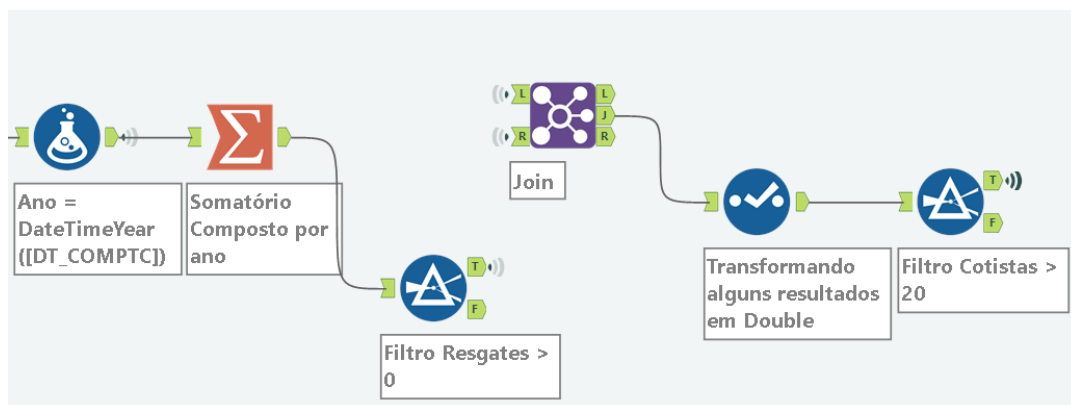 L
L
J
R
R
Join
Ano =
DateTimeYear
([DT_COMPTC])
Somatório
Composto por
ano
T
F
Filtro Resgates >
0
Transformando
alguns resultados
em Double
T
F
Filtro Cotistas >
20